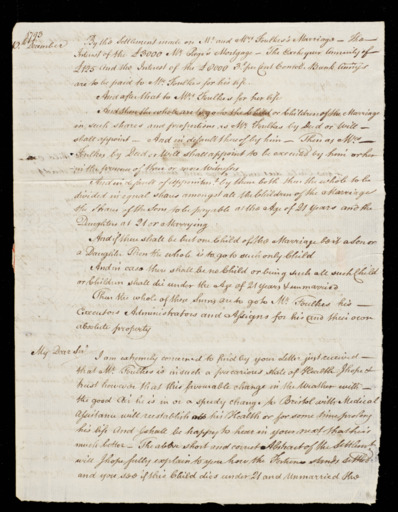 1793
12 December
By the Settlement made on Mr. and Mrs. Foulkes's Marriage — The
Interest of the £3000 Mr. Mortgage — The Exchequer Annuity of
£125 and the Interest of the £6000 3 per Cent Consol. Bank Annuitys
are to be paid to Mr. Foulkes for his life
And after that to Mrs. Foulkes for her life
And then the whole to the Child or Children of the Marriage
in such shares and proportions as Mr. Foulkes by Deed or Will —
shall appoint — And in default thereof by him — Then as Mrs. —
Foulkes by Deed or Will shall appoint to be executed by him or her
in the presence of two or more Witnesses
And in default of appointment by them both then the whole to be
divided in equal Shares amongst all the Children of the Marriage
the Share of the Sons to be payable at the Age of 21 Years and the
Daughters at 21 or Marrying
And if there shall be but one Child of the Marriage be it a Son or
a Daughter Then the whole is to go to such only Child
And in case there shall be no Child or being such all such Child
or Children shall die under the Age of 21 Years & unmarried
Then the whole of these Sums are to go to Mr. Foulkes his —
Executors Administrators and Assigns for his and their own
absolute property
My Dear Sir
I am extremely concerned to find by your letter just received —
that Mr. Foulkes is in such a precarious state of Health I hope &
trust however that this favourable change in the Weather with —
the good Air he is in or a speedy change to Bristol with Medical
Assistance will reestablish his Health or for some time prolong
his life And I shall be happy to hear in your next that he is
much better — The above short and correct Abstract of the Settlement
will I hope fully explain to you how the Fortune stands settled
and you see if this Child dies under 21 and Unmarried the